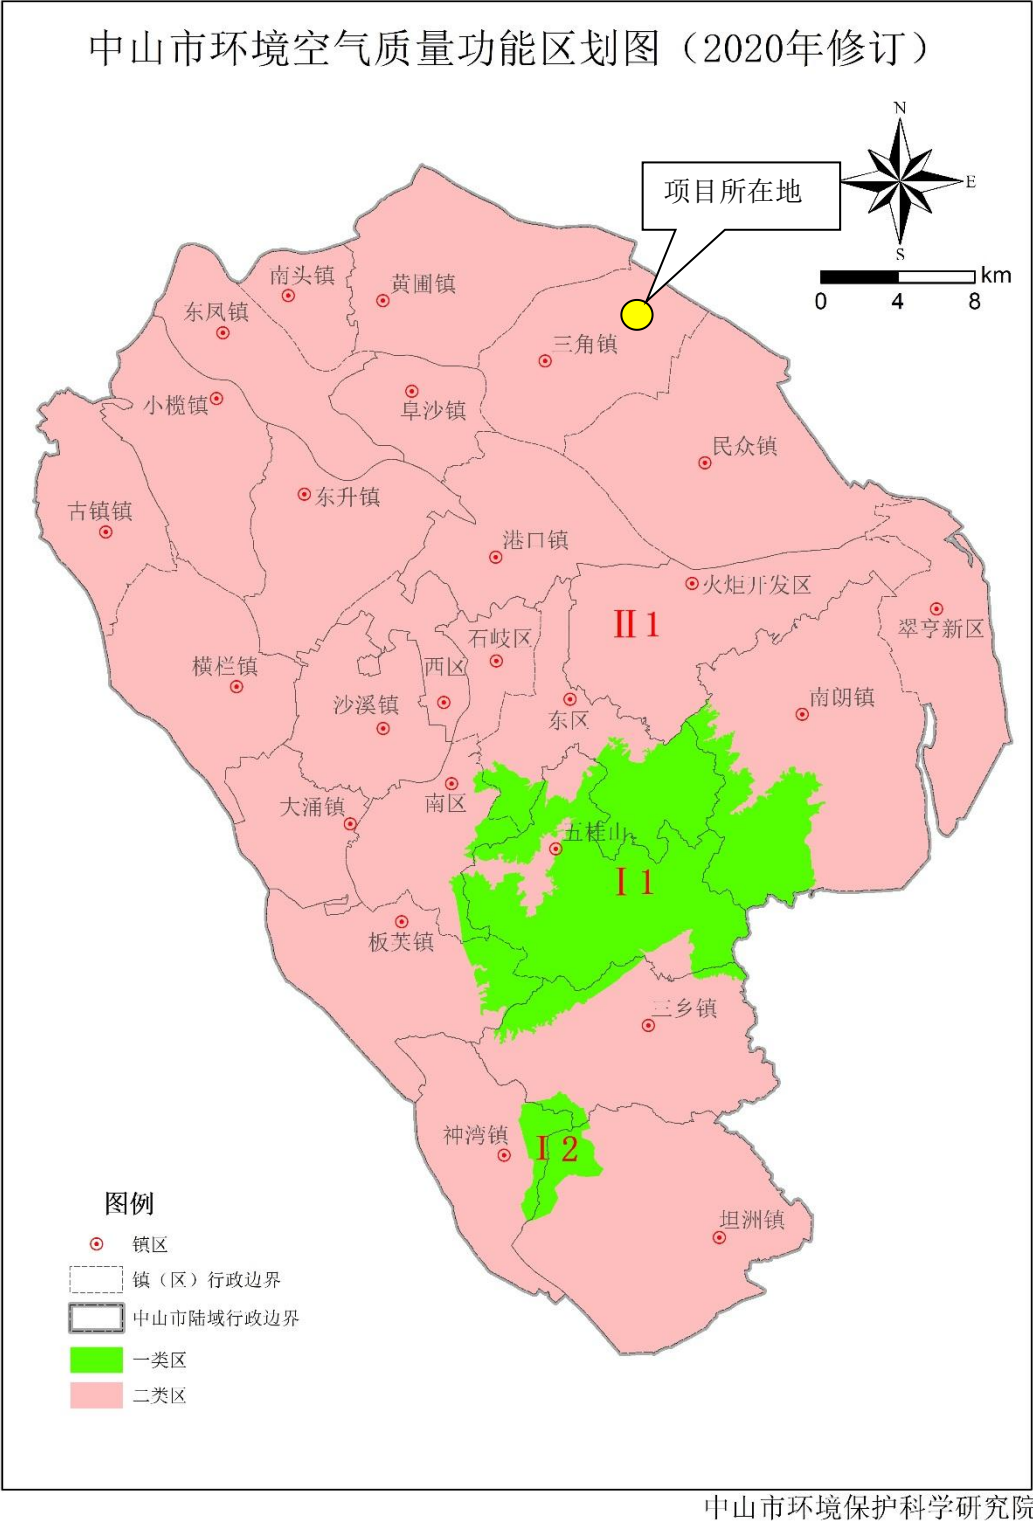 中山市环境空气质量功能区划图（2020年修订）
N
E
S
项目所在地
km
0 4 8
南头镇
黄圃镇
东凤镇
三角镇
小榄镇
阜沙镇
民众镇
东升镇
古镇镇
港口镇
火炬开发区
Ⅱ1
翠亨新区
石岐区
横栏镇
西区
沙溪镇
南朗镇
东区
大涌镇
南区
五桂山
Ⅰ1
板芙镇
三乡镇
神湾镇
Ⅰ2
坦洲镇
图例
镇区
镇（区）行政边界
中山市陆域行政边界
一类区
二类区
中山市环境保护科学研究院